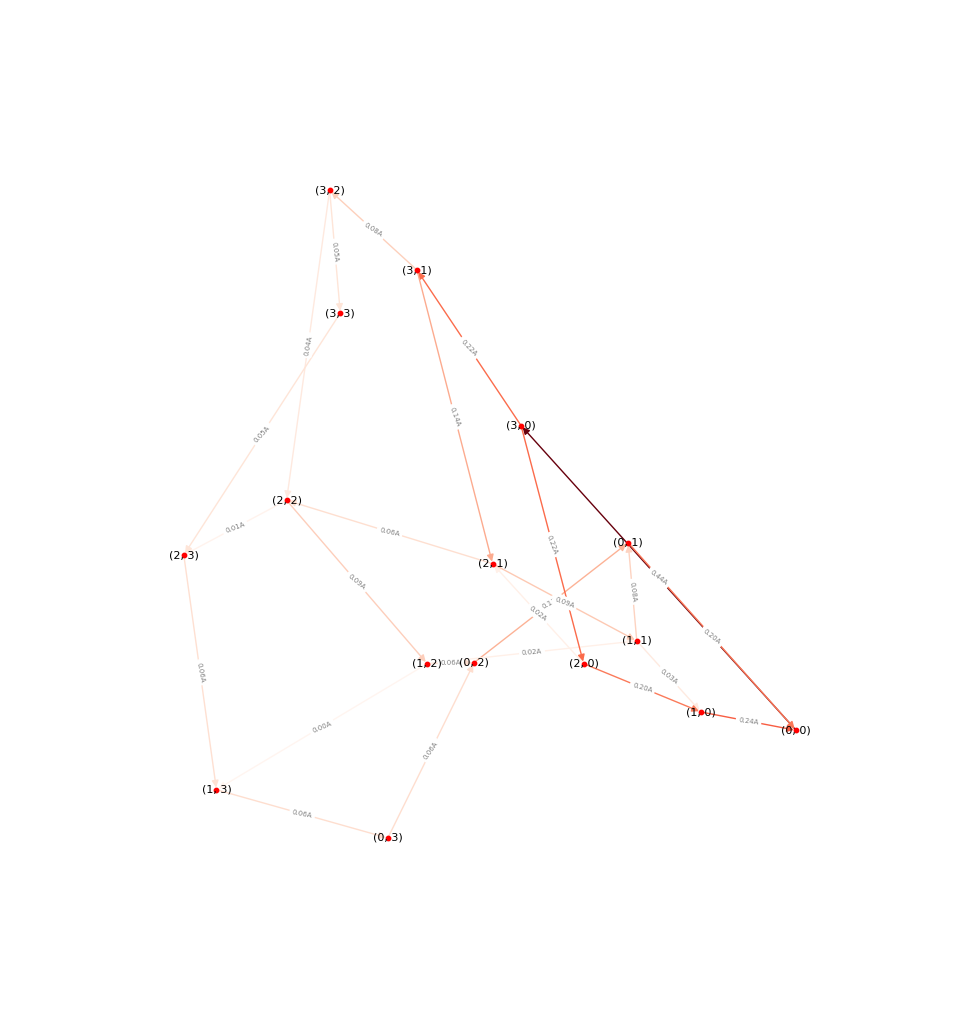 (3, 2)
0.08A
0.05A
(3, 1)
(3, 3)
0.04A
0.22A
0.14A
(3, 0)
0.05A
(2, 2)
0.01A
0.06A
0.22A
(0, 1)
(2, 3)
(2, 1)
0.44A
0.09A
0.08A
0.09A
0.02A
0.20A
(1, 1)
0.02A
(1, 2)
0.06A
(0, 2)
(2, 0)
0.06A
0.03A
0.20A
(1, 0)
0.24A
0.00A
(0, 0)
0.06A
(1, 3)
0.06A
(0, 3)